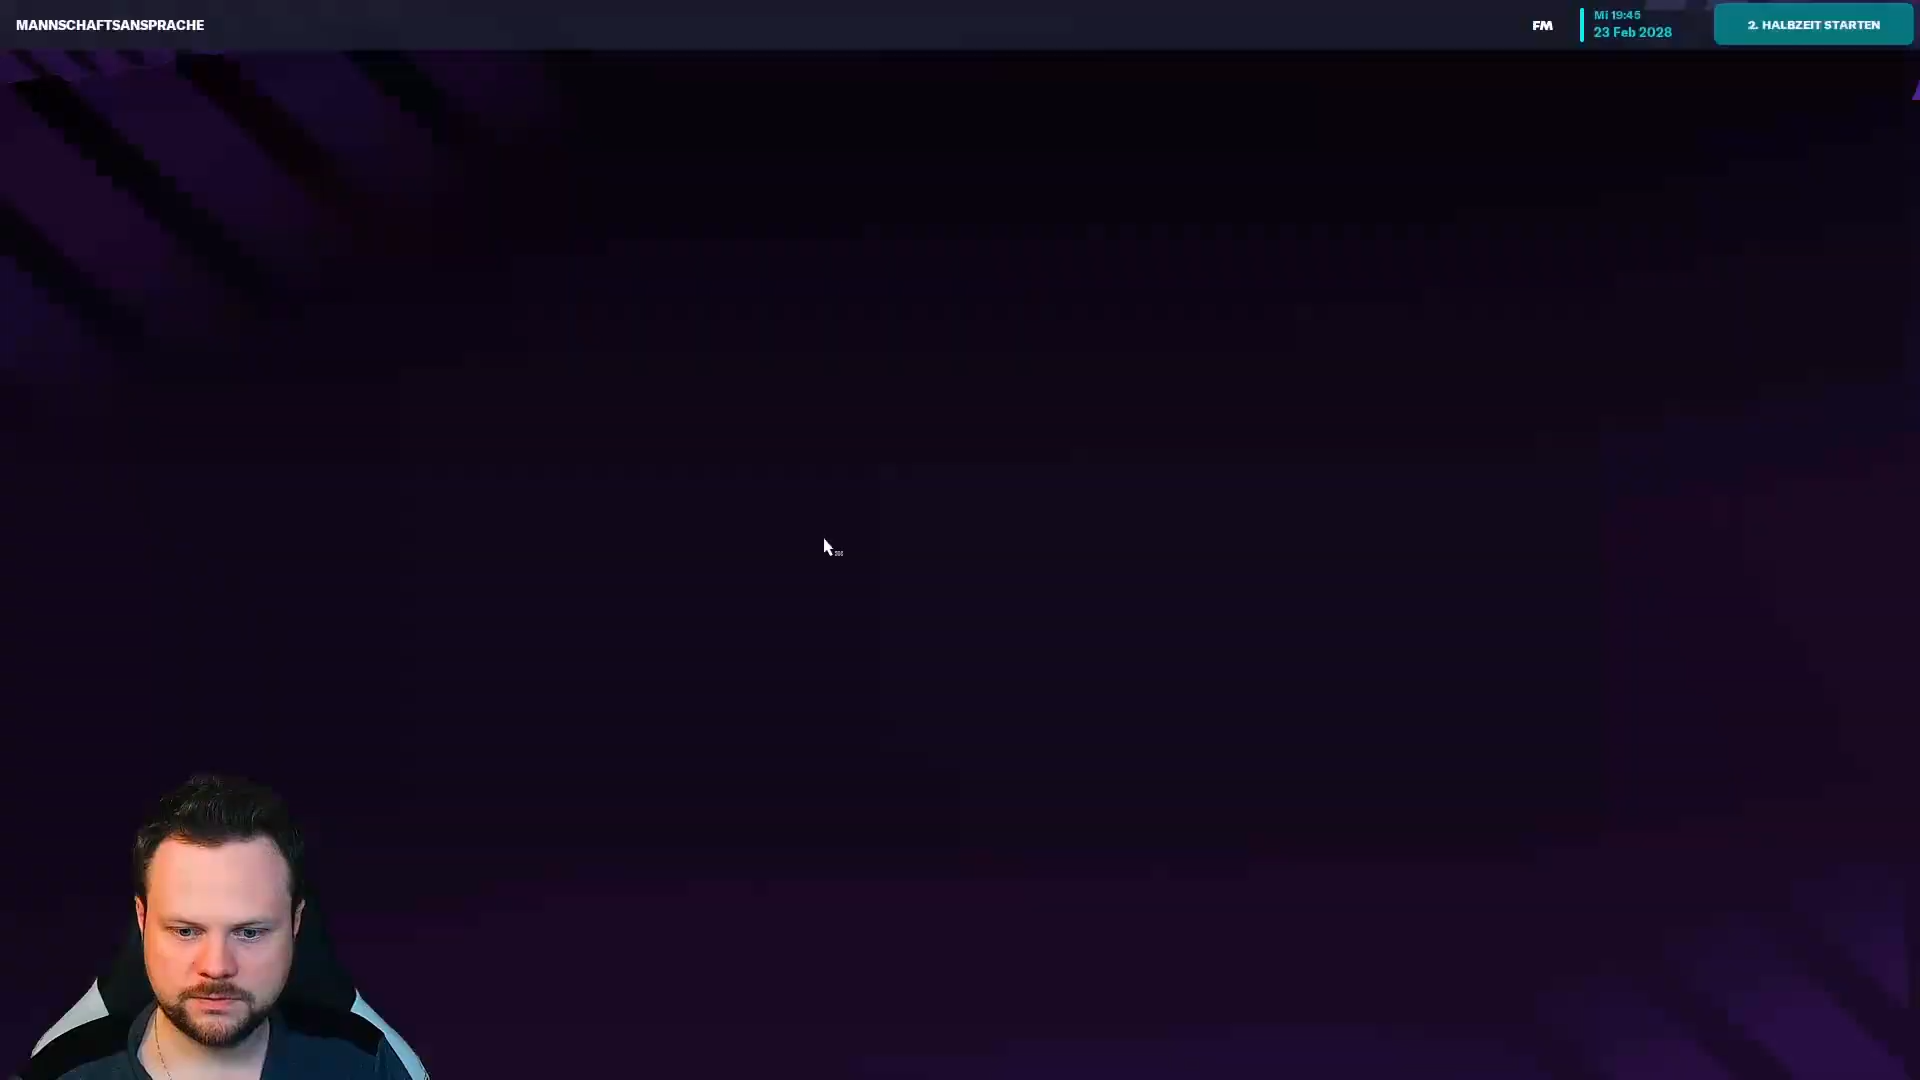 MANNSCHAFTSANSPRACHE
FM
Mi 19:45
23 Feb 2028
2. HALBZEIT STARTEN